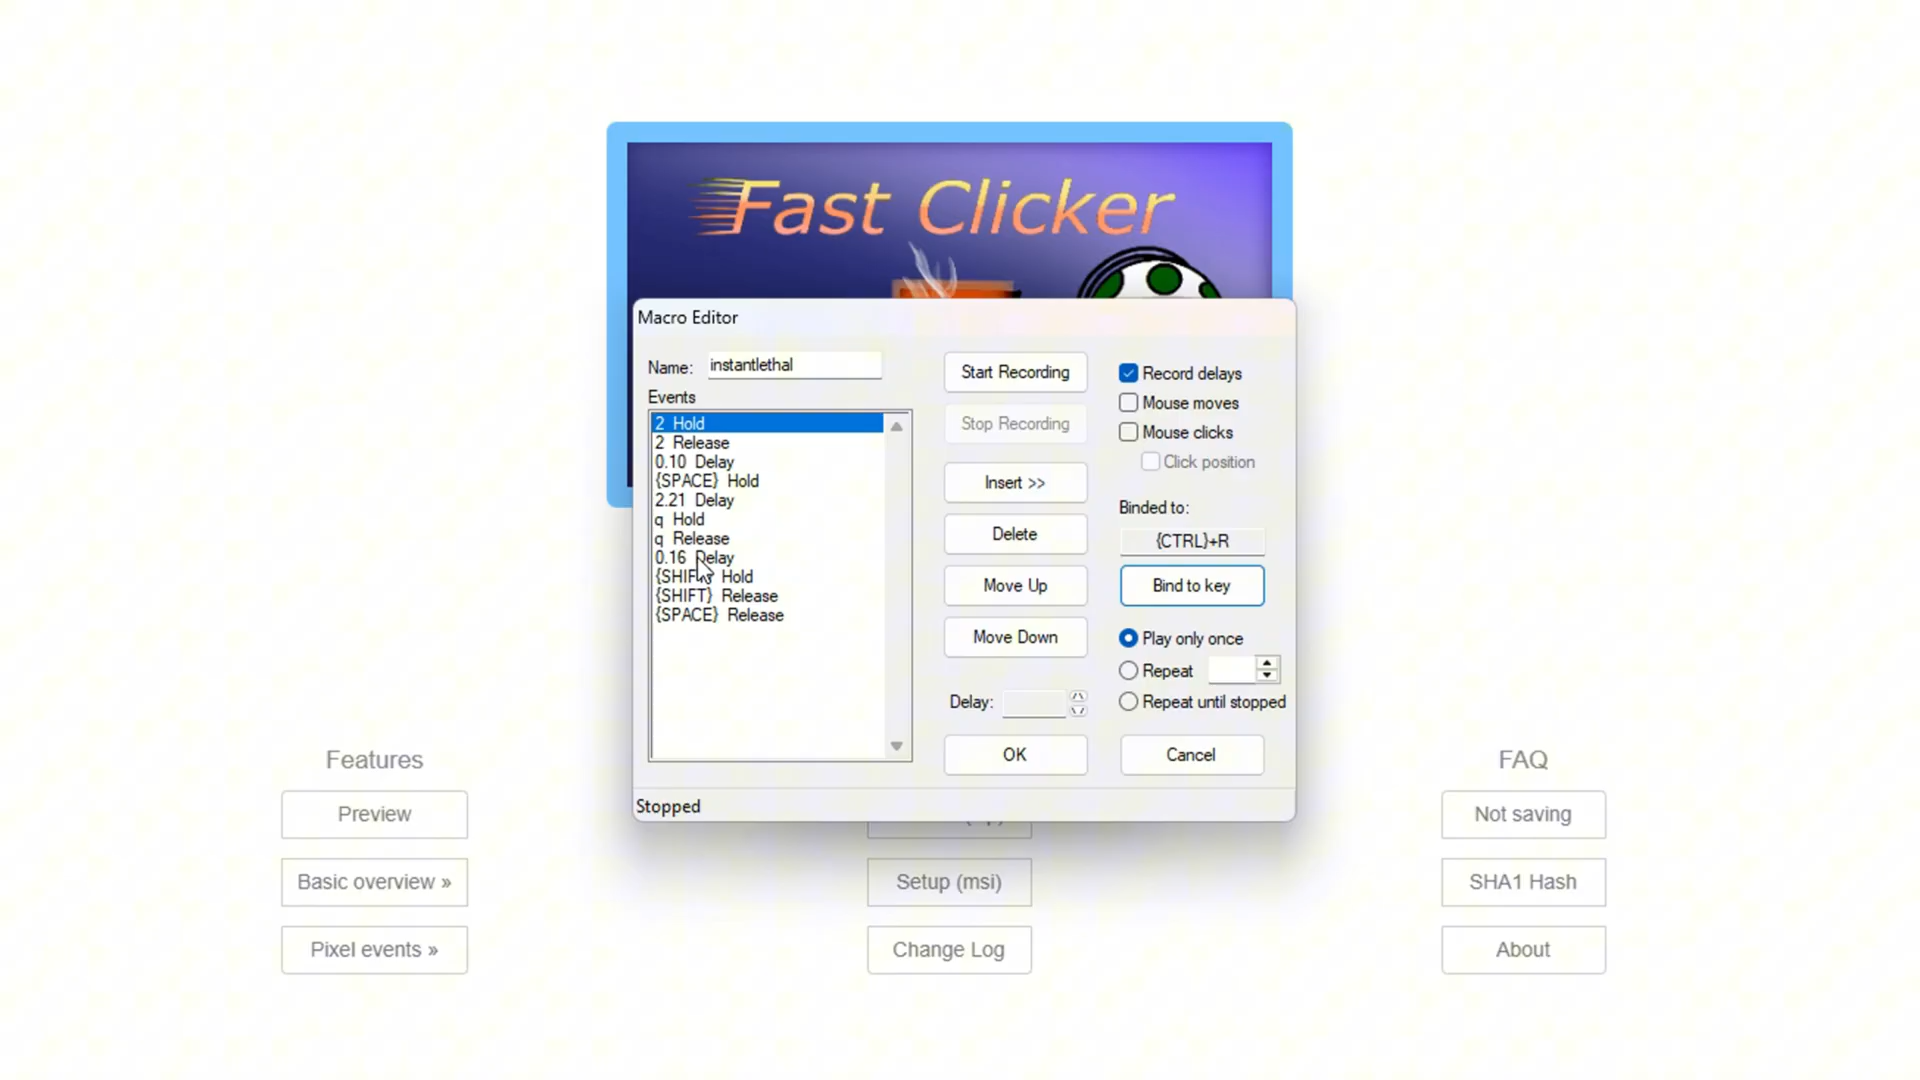 Fast Clicker
Macro Editor
Name: instantlethal
Events
2 Hold
2 Release
0.10 Delay
{SPACE} Hold
2.21 Delay
q Hold
q Release
0.16 Delay
{SHIFT} Hold
{SHIFT} Release
{SPACE} Release
Start Recording
Stop Recording
Insert >>
Delete
Move Up
Move Down
Delay:
OK
Record delays
Mouse moves
Mouse clicks
Click position
Binded to:
{CTRL}+R
Bind to key
Play only once
Repeat
Repeat until stopped
Cancel
Stopped
Features
Preview
Basic overview »
Pixel events »
Setup (msi)
Change Log
FAQ
Not saving
SHA1 Hash
About